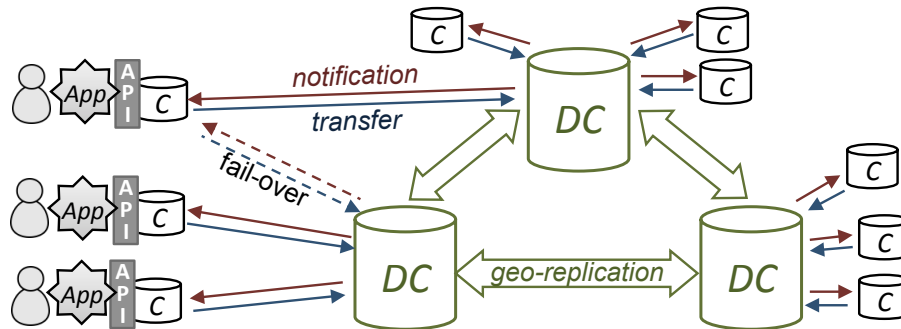 C
C
App
API
C
notification
transfer
DC
C
fail-over
C
App
API
C
DC
geo-replication
DC
C
App
API
C
C